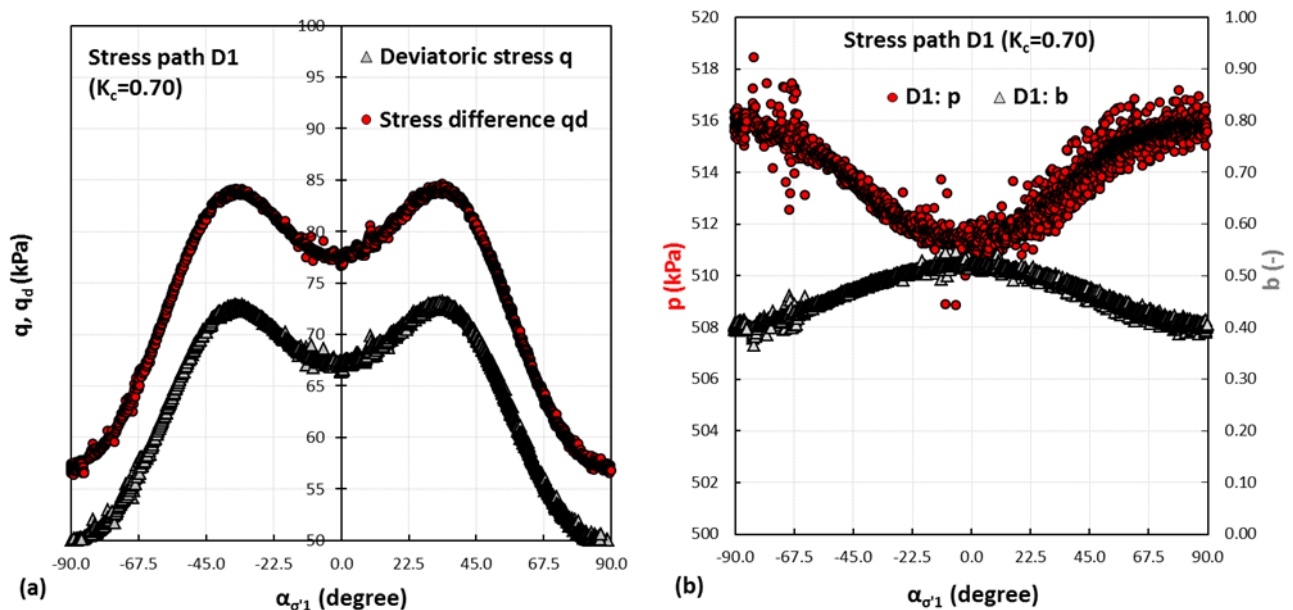 100
95
90
85
80
75
70
65
60
55
50
Stress path D1
(Kc=0.70)
Deviatoric stress q
Stress difference qd
q, qd (kPa)
-90.0 -67.5 -45.0 -22.5 0.0 22.5 45.0 67.5 90.0
(a)
ασ'1 (degree)
520
518
516
514
512
510
508
506
504
502
500
Stress path D1 (Kc=0.70)
D1: p D1: b
p (kPa)
1.00
0.90
0.80
0.70
0.60
0.50
0.40
0.30
0.20
0.10
0.00
b (-)
-90.0 -67.5 -45.0 -22.5 0.0 22.5 45.0 67.5 90.0
(b)
ασ'1 (degree)